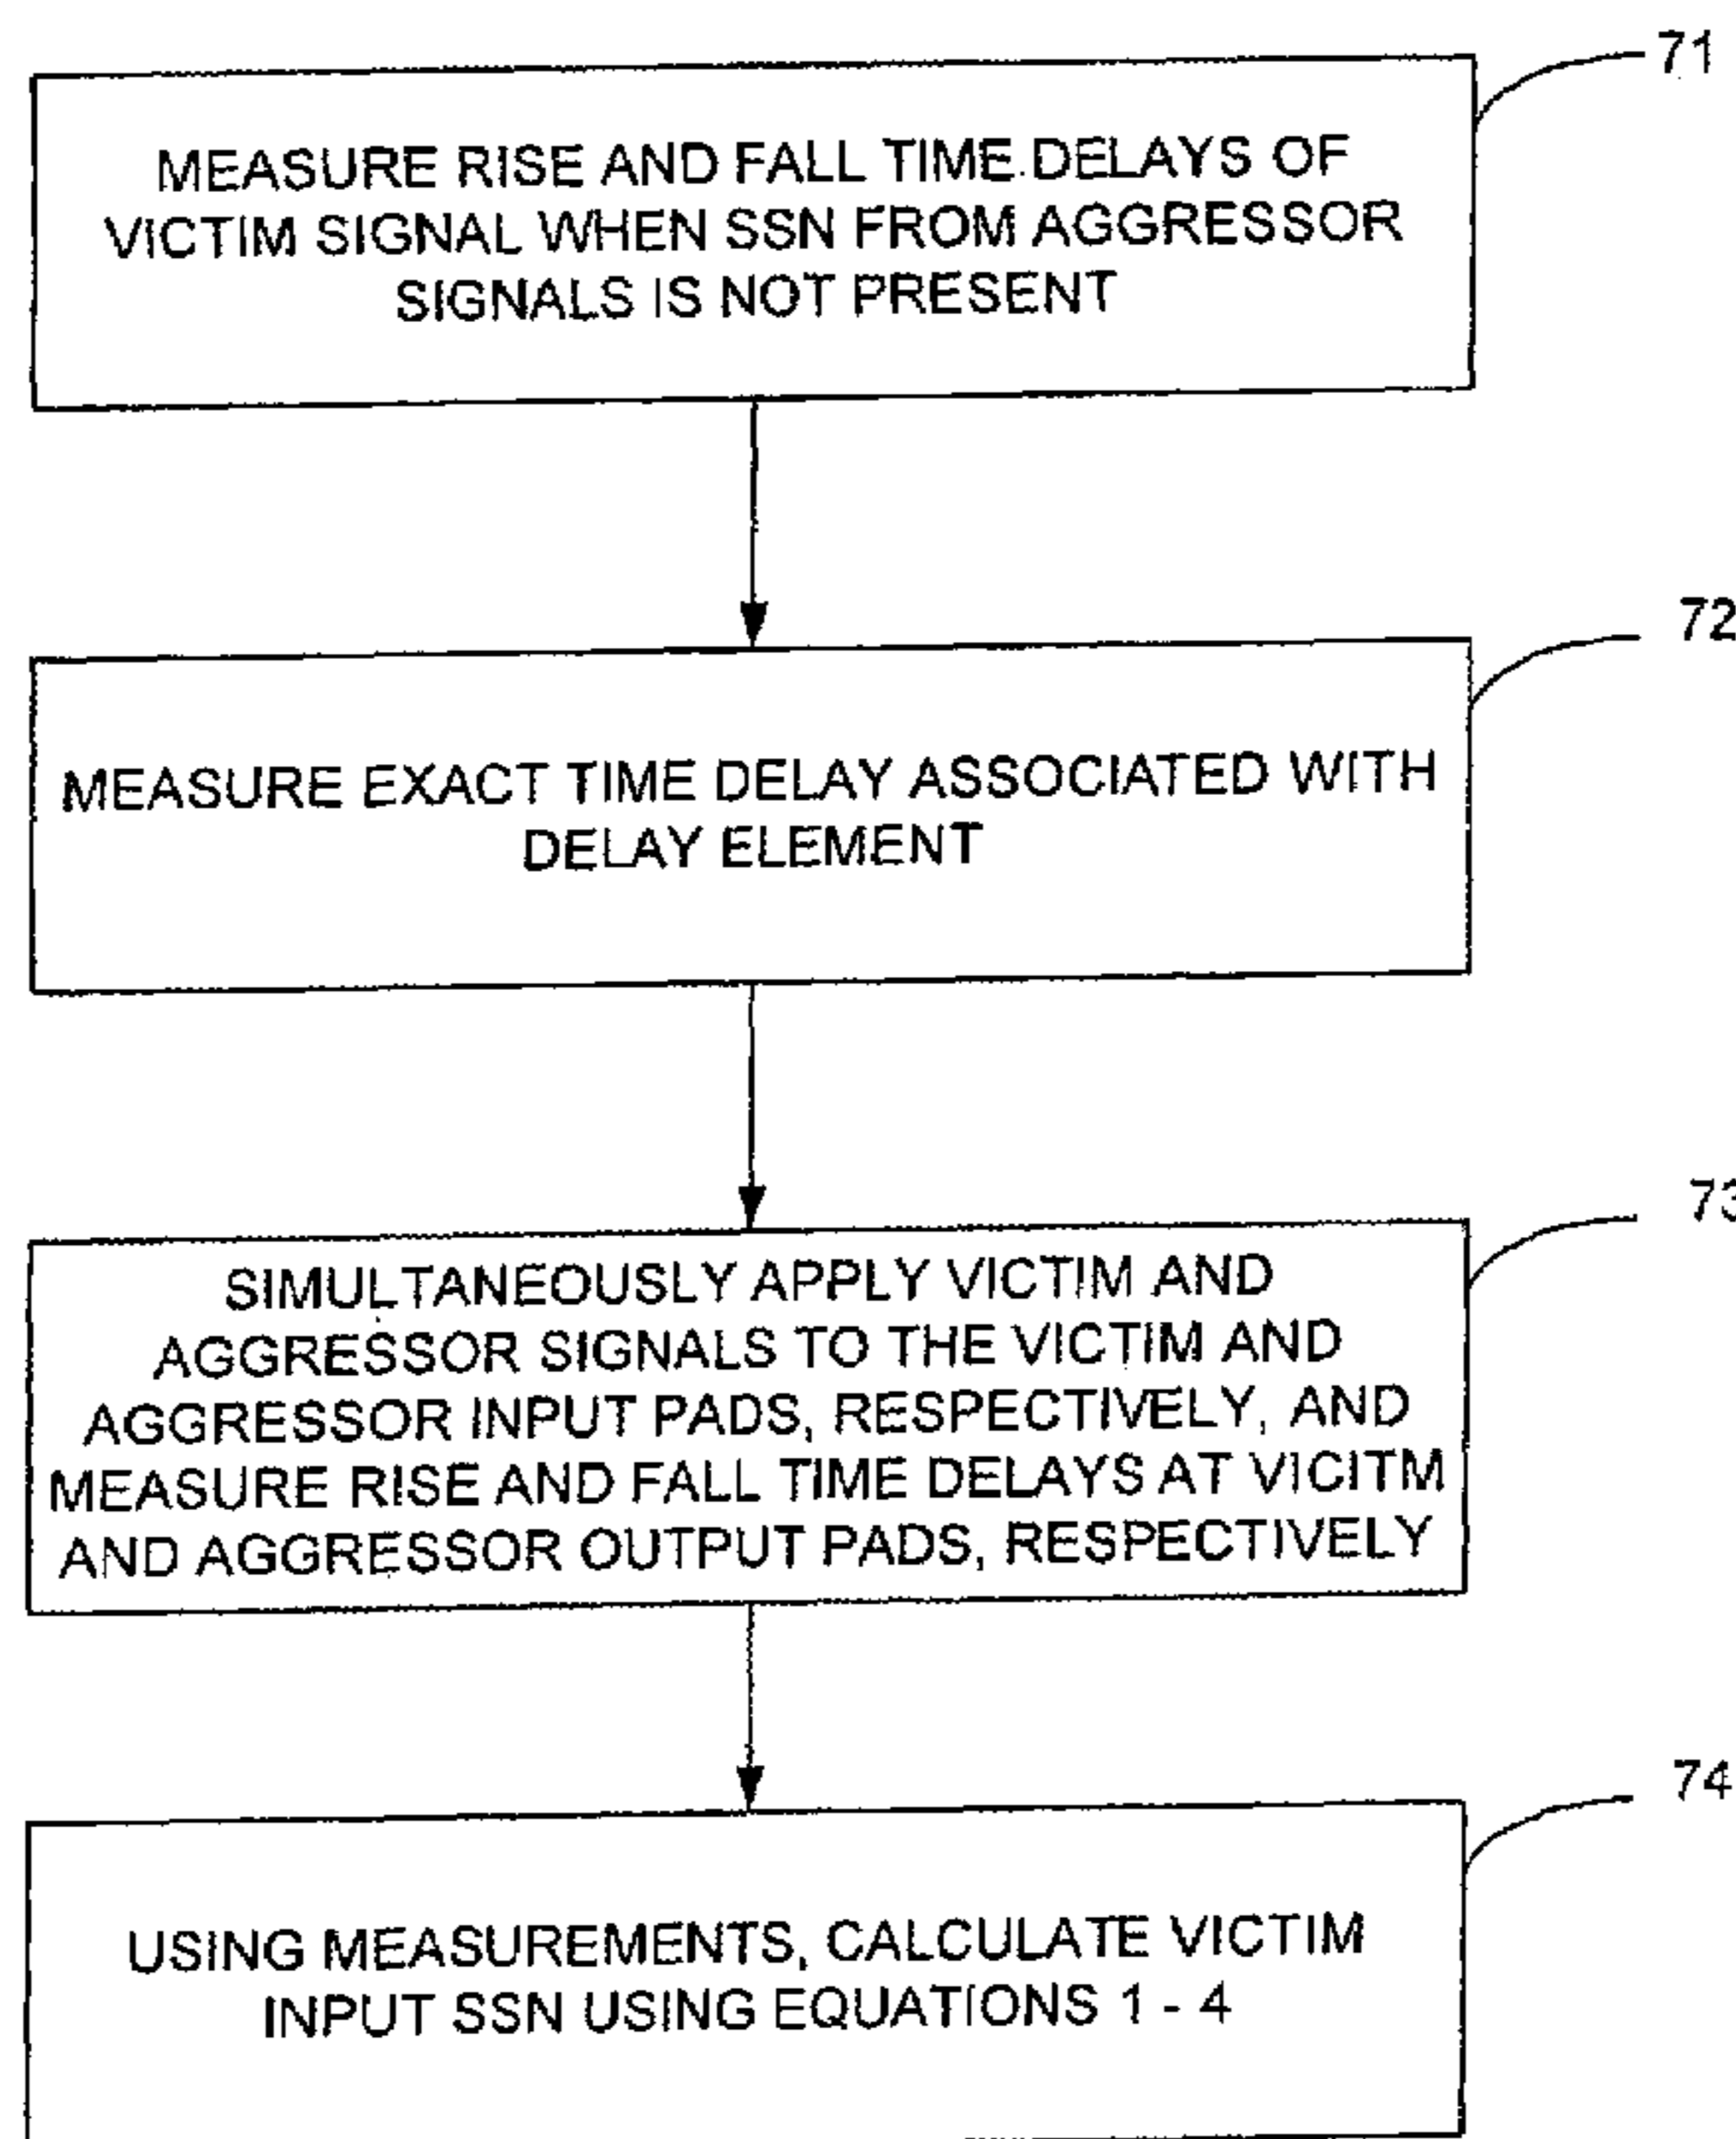 71
MEASURE RISE AND FALL TIME DELAYS OF
VICTIM SIGNAL WHEN SSN FROM AGGRESSOR
SIGNALS IS NOT PRESENT
72
MEASURE EXACT TIME DELAY ASSOCIATED WITH
DELAY ELEMENT
73
SIMULTANEOUSLY APPLY VICTIM AND
AGGRESSOR SIGNALS TO THE VICTIM AND
AGGRESSOR INPUT PADS, RESPECTIVELY, AND
MEASURE RISE AND FALL TIME DELAYS AT VICITM
AND AGGRESSOR OUTPUT PADS, RESPECTIVELY
74
USING MEASUREMENTS, CALCULATE VICTIM
INPUT SSN USING EQUATIONS 1 - 4